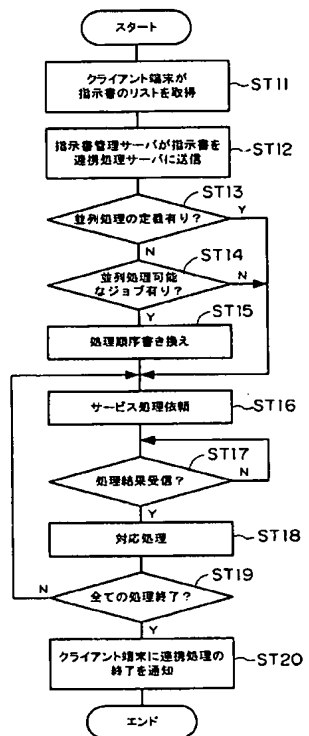 スタート
クライアント端末が
指示書のリストを取得
ST11
指示書管理サーバが指示書を
連携処理サーバに送信
ST12
ST13
並列処理の定義有り?
Y
N
ST14
並列処理可能
なジョブ有り?
N
Y
ST15
処理順序書き換え
サービス処理依頼
ST16
ST17
処理結果受信?
N
Y
対応処理
ST18
ST19
N
全ての処理終了?
Y
クライアント端末に連携処理の
終了を通知
ST20
エンド